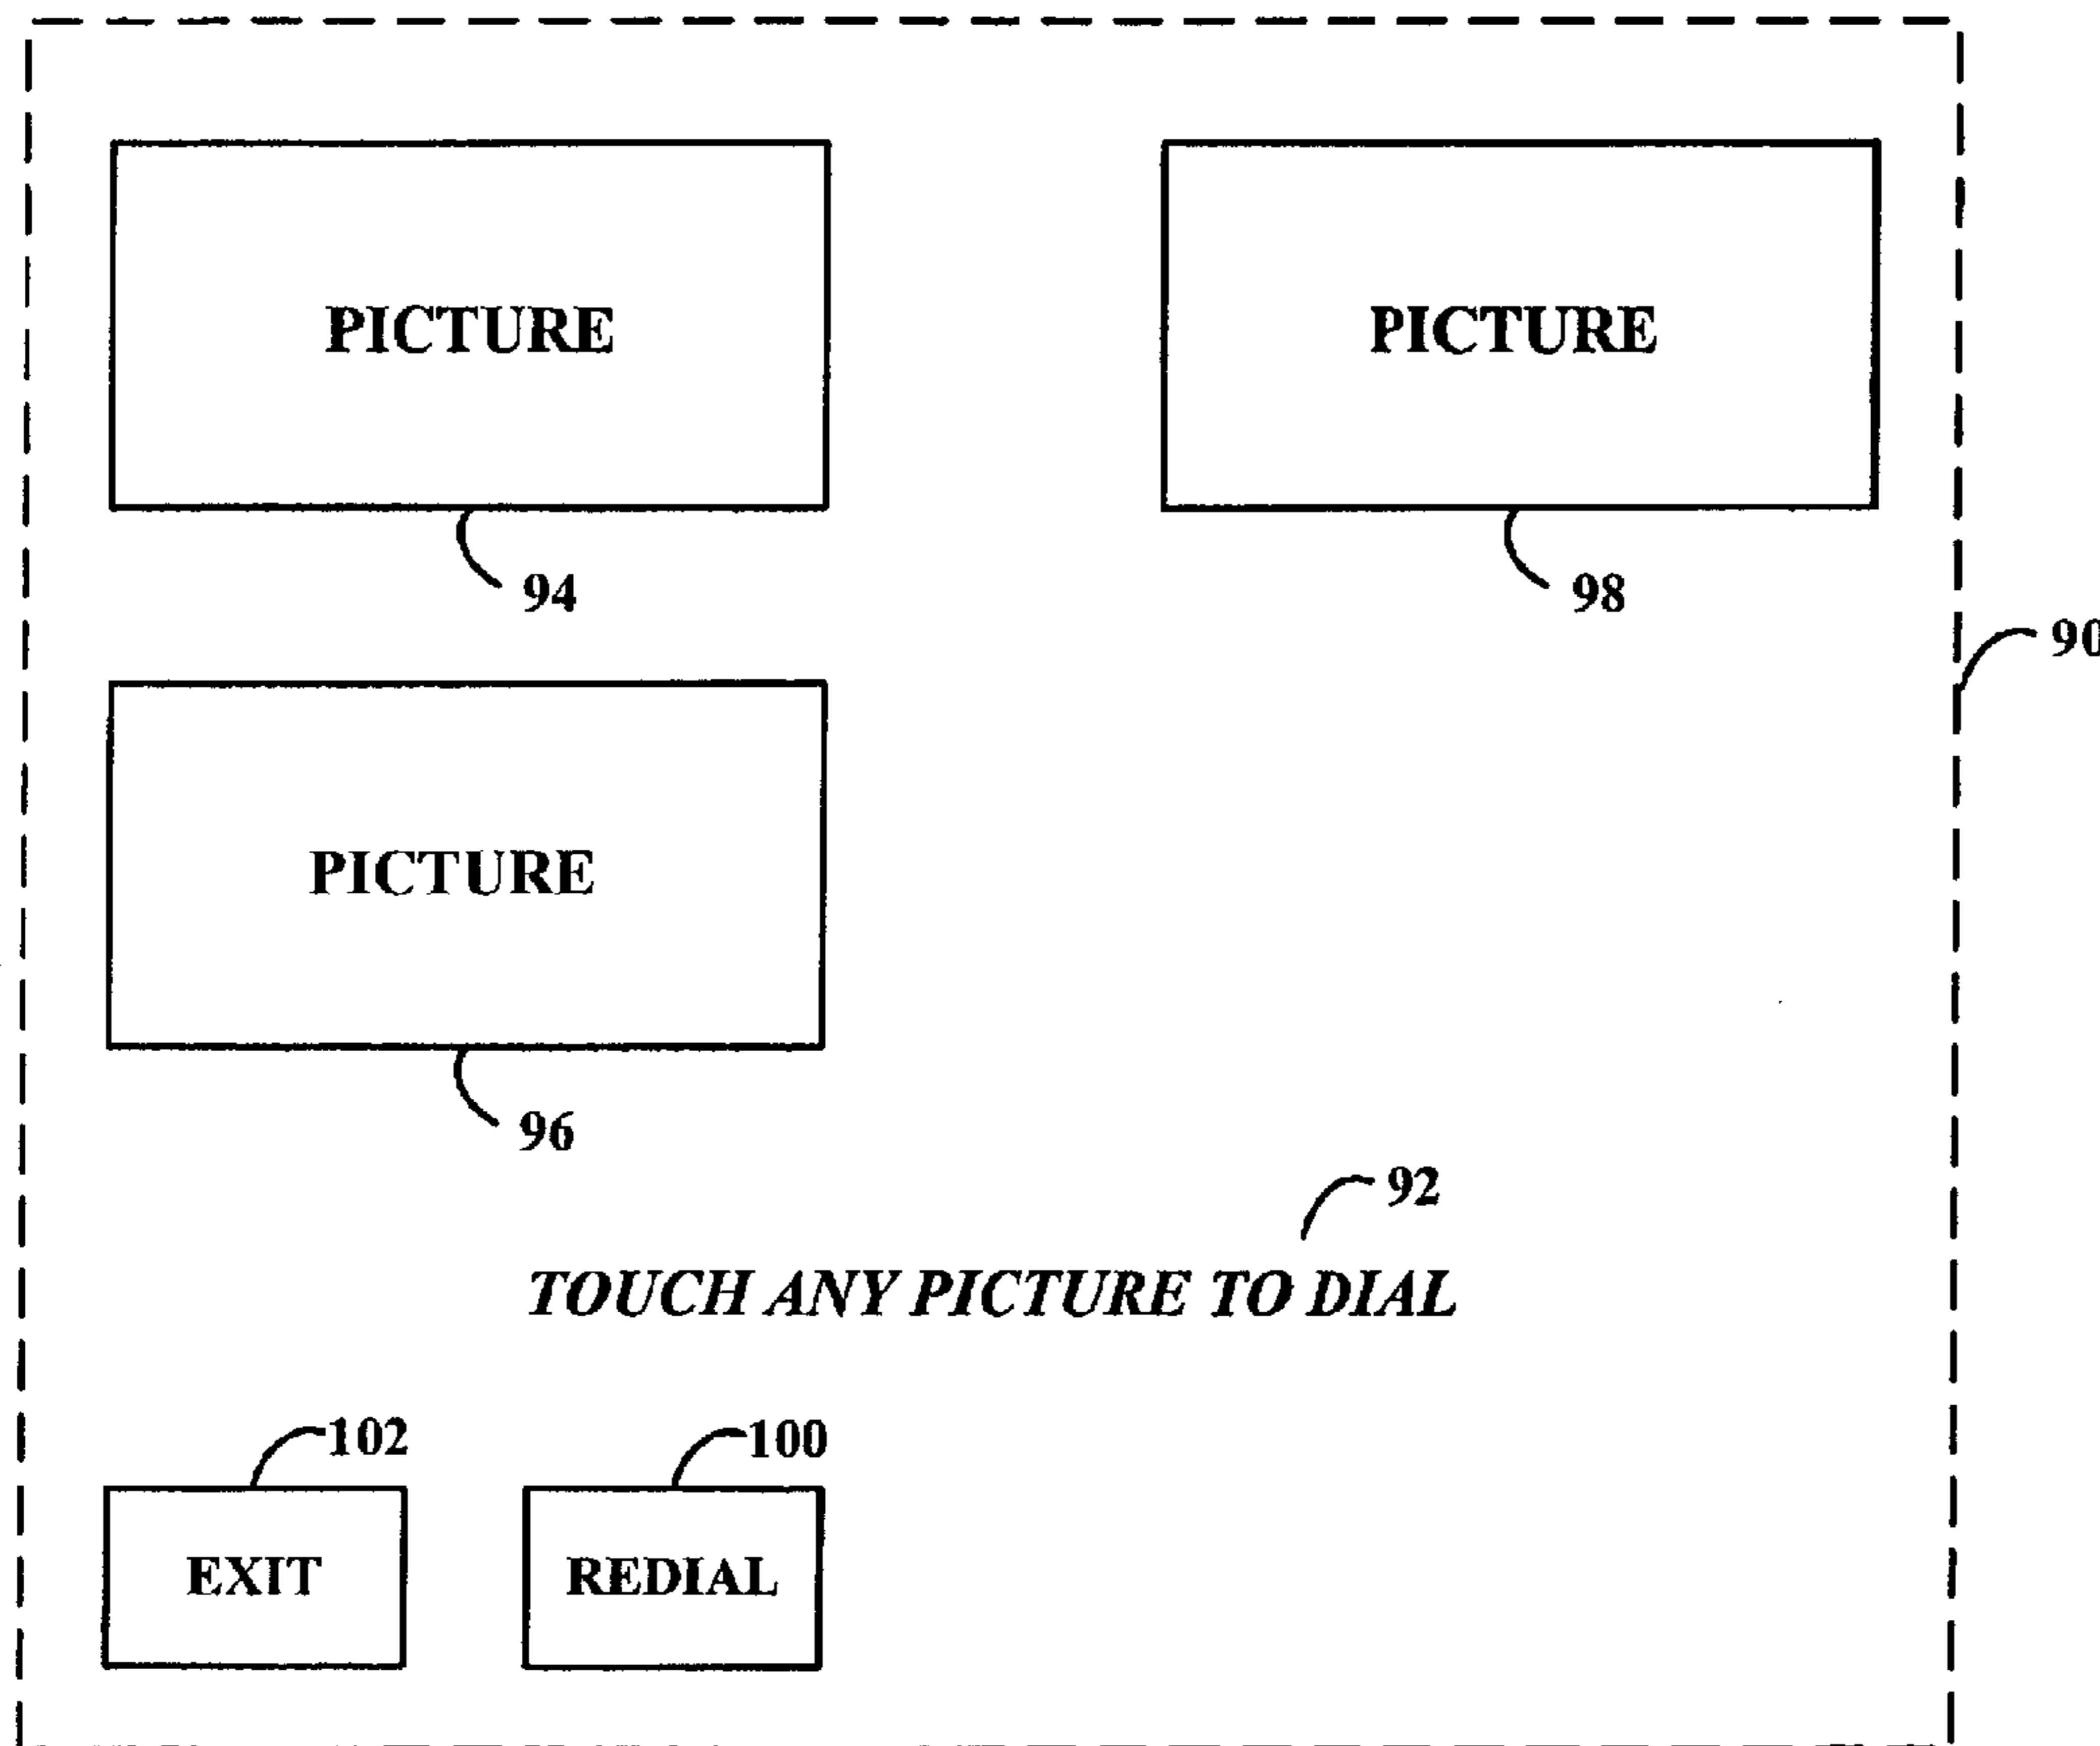 PICTURE
PICTURE
94
98
90
PICTURE
96
92
TOUCH ANY PICTURE TO DIAL
102
100
EXIT
REDIAL